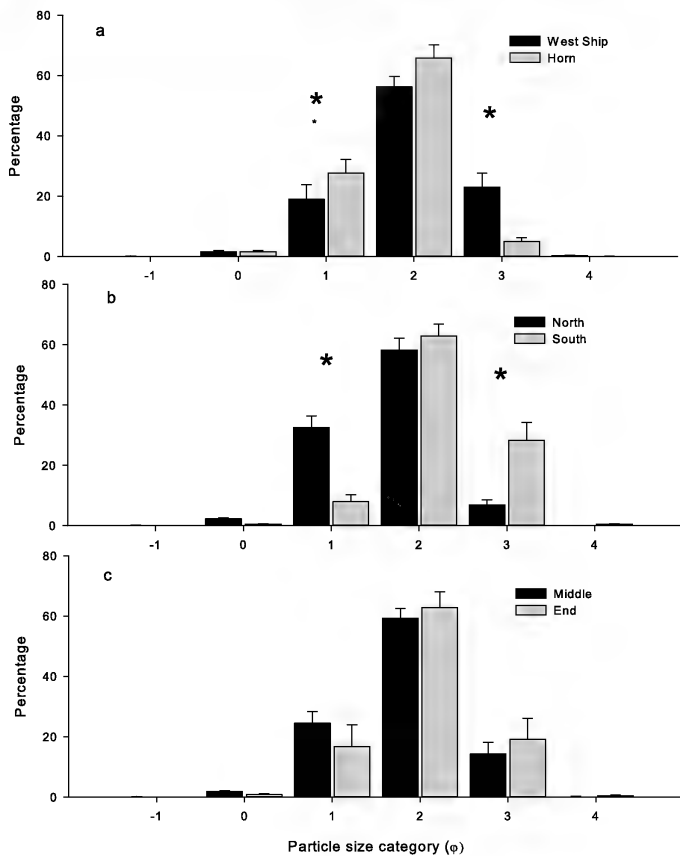 a
West Ship
Horn
80
60
40
20
0
Percentage
* *
*
-1 0 1 2 3 4
b
North
South
80
60
40
20
0
Percentage
* *
-1 0 1 2 3 4
c
Middle
End
80
60
40
20
0
Percentage
-1 0 1 2 3 4
Particle size category (φ)